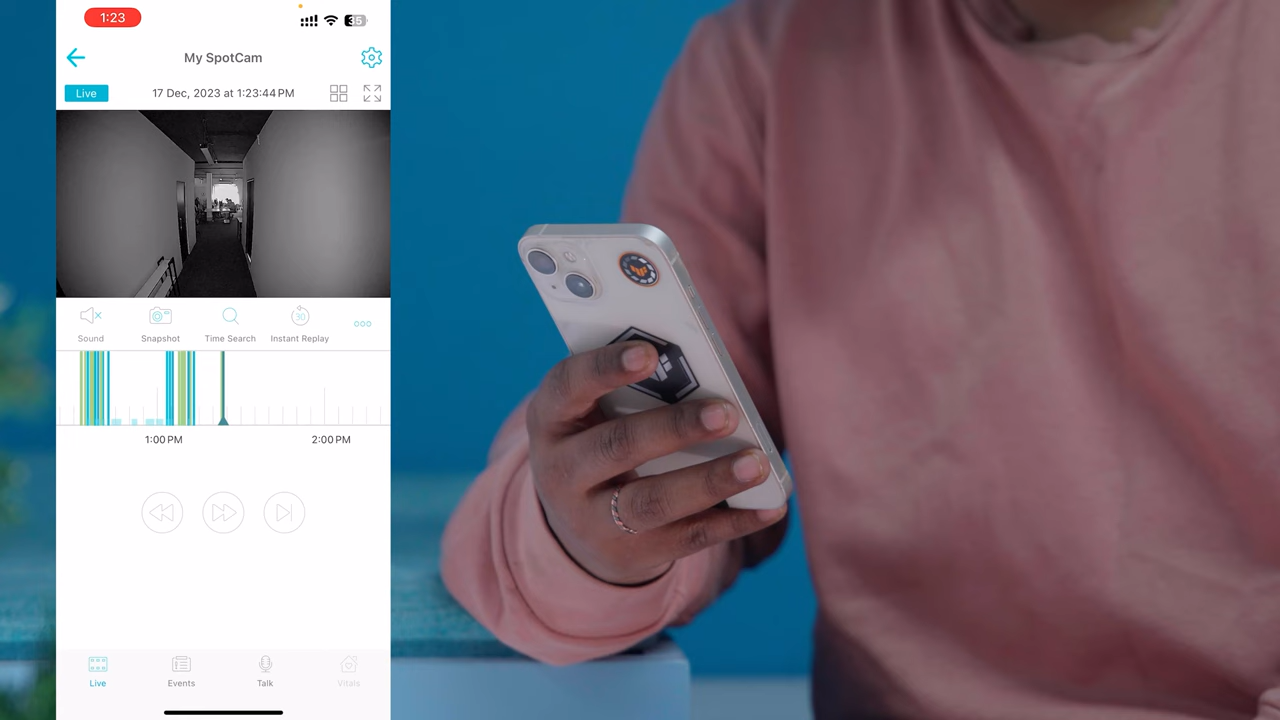 1:23
35
My SpotCam
Live
17 Dec, 2023 at 1:23:44 PM
30
Sound
Snapshot
Time Search
Instant Replay
1:00 PM
2:00 PM
Live
Events
Talk
Vitals